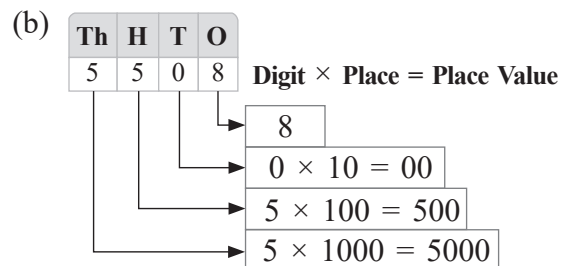 (b)
Th H T O
5 5 0 8
Digit × Place = Place Value
8
0 × 10 = 00
5 × 100 = 500
5 × 1000 = 5000